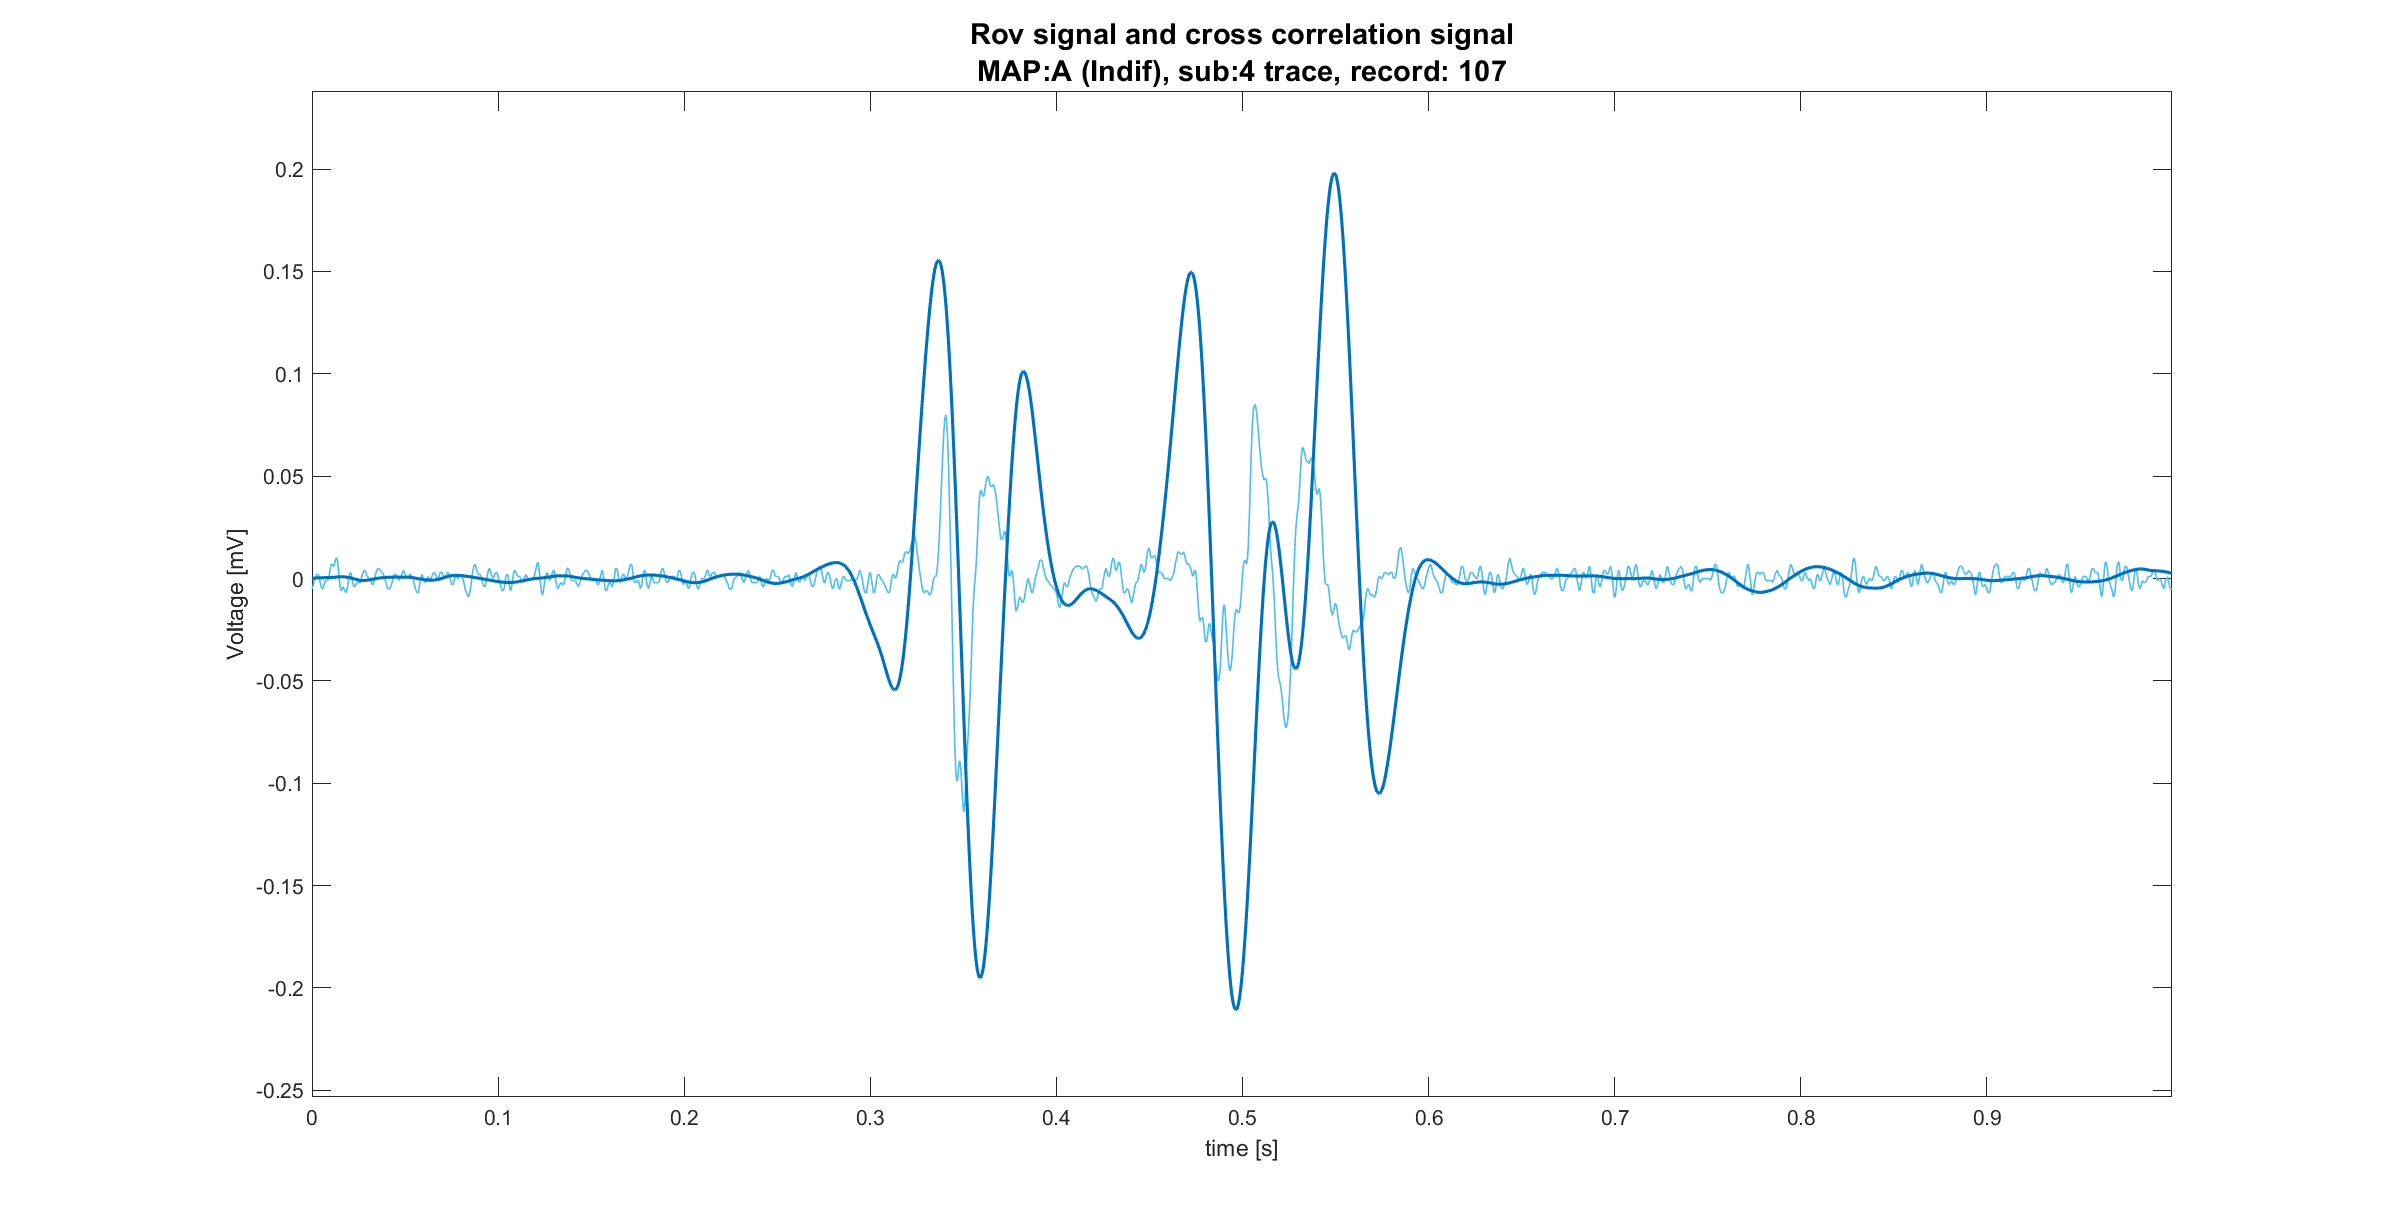 Rov signal and cross correlation signal
MAP:A (Indif), sub:4 trace, record: 107
0.2
0.15
0.1
0.05
0
-0.05
-0.1
-0.15
-0.2
-0.25
Voltage [mV]
0 0.1 0.2 0.3 0.4 0.5 0.6 0.7 0.8 0.9
time [s]